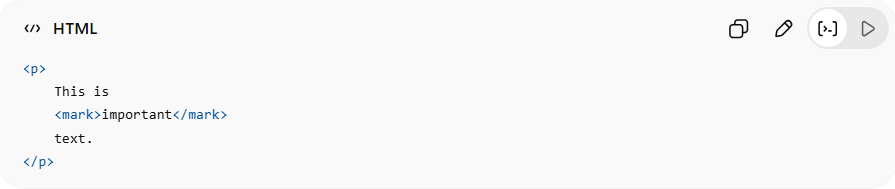 HTML
<p>
    This is
    <mark>important</mark>
    text.
</p>